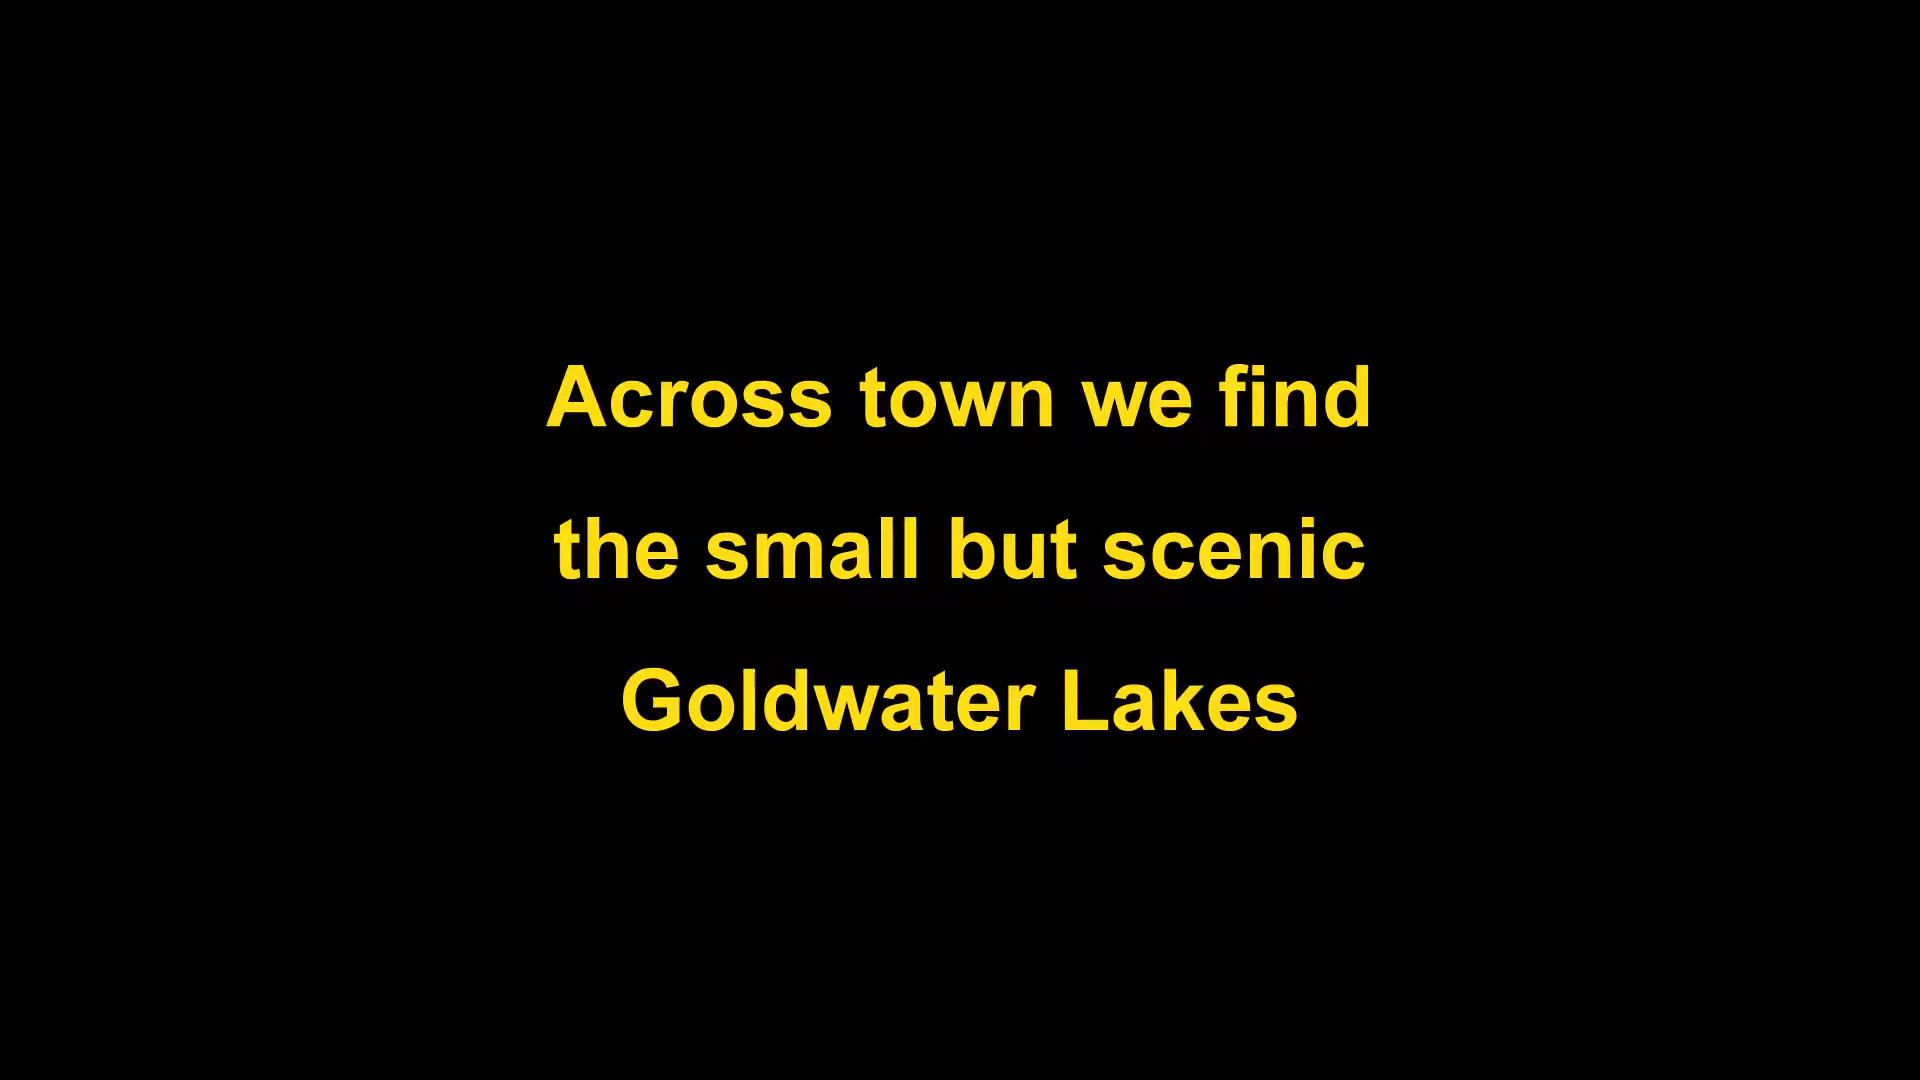 Across town we find
the small but scenic
Goldwater Lakes